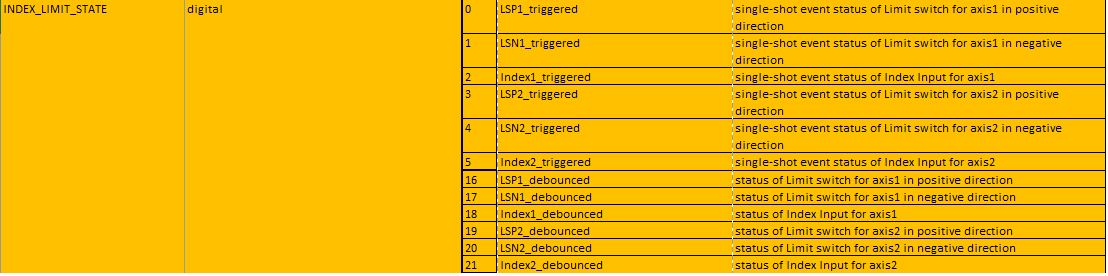 INDEX_LIMIT_STATE digital 0 LSP1_triggered single-shot event status of Limit switch for axis1 in positive
direction
1 LSN1_triggered single-shot event status of Limit switch for axis1 in negative
direction
2 Index1_triggered single-shot event status of Index Input for axis1
3 LSP2_triggered single-shot event status of Limit switch for axis2 in positive
direction
4 LSN2_triggered single-shot event status of Limit switch for axis2 in negative
direction
5 Index2_triggered single-shot event status of Index Input for axis2
16 LSP1_debounced status of Limit switch for axis1 in positive direction
17 LSN1_debounced status of Limit switch for axis1 in negative direction
18 Index1_debounced status of Index Input for axis1
19 LSP2_debounced status of Limit switch for axis2 in positive direction
20 LSN2_debounced status of Limit switch for axis2 in negative direction
21 Index2_debounced status of Index Input for axis2